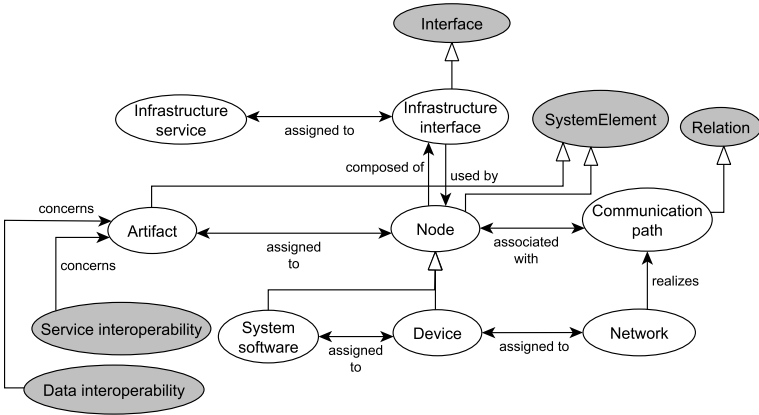 Interface
Infrastructure
service
assigned to
Infrastructure
interface
SystemElement
Relation
composed of
used by
concerns
Artifact
assigned
to
Node
associated
with
Communication
path
concerns
realizes
Service interoperability
System
software
assigned
to
Device
assigned to
Network
Data interoperability